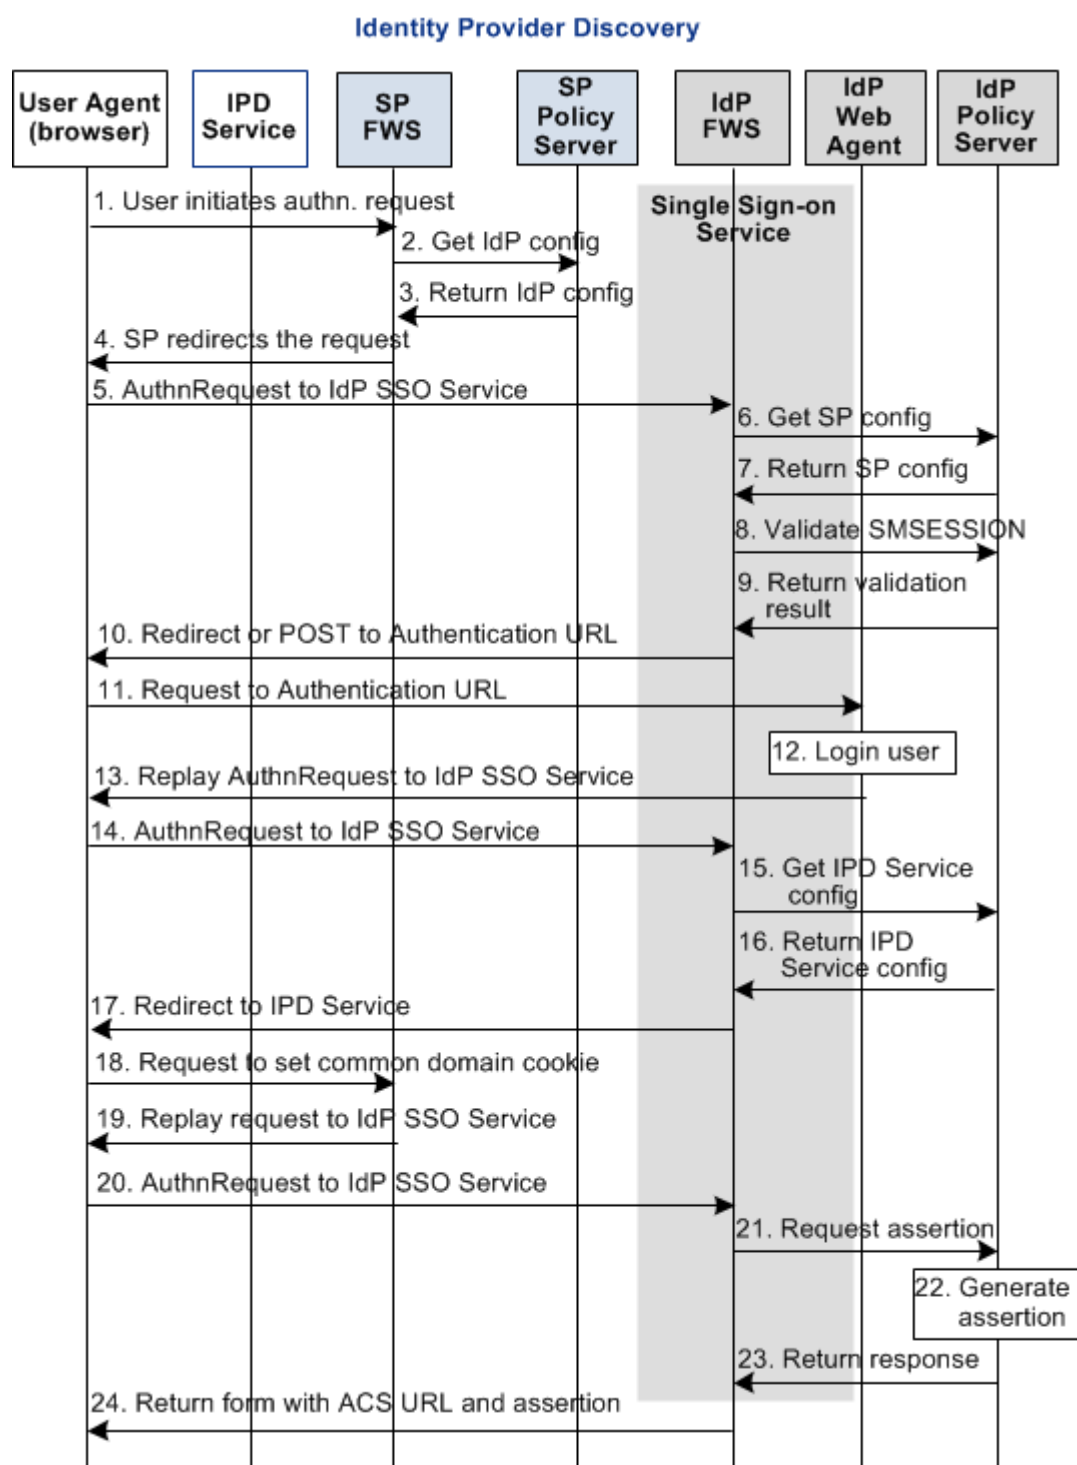 Identity Provider Discovery
User Agent
(browser)
IPD
Service
SP
FWS
SP
Policy
Server
IdP
FWS
IdP
Web
Agent
IdP
Policy
Server
Single Sign-on
Service
1. User initiates authn. request
2. Get IdP config
3. Return IdP config
4. SP redirects the request
5. AuthnRequest to IdP SSO Service
6. Get SP config
7. Return SP config
8. Validate SMSESSION
9. Return validation
result
10. Redirect or POST to Authentication URL
11. Request to Authentication URL
12. Login user
13. Replay AuthnRequest to IdP SSO Service
14. AuthnRequest to IdP SSO Service
15. Get IPD Service
config
16. Return IPD
Service config
17. Redirect to IPD Service
18. Request to set common domain cookie
19. Replay request to IdP SSO Service
20. AuthnRequest to IdP SSO Service
21. Request assertion
22. Generate
assertion
23. Return response
24. Return form with ACS URL and assertion